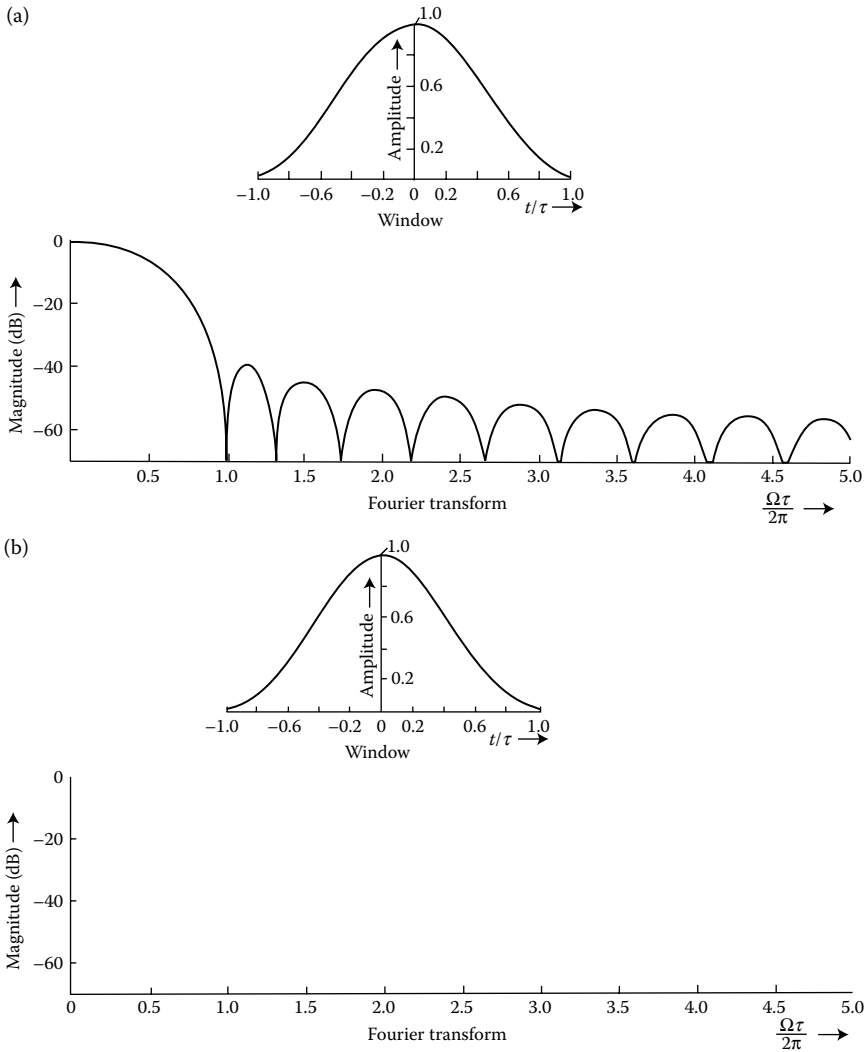 (a)
1.0
Amplitude
0.6
0.2
−1.0 −0.6 −0.2 0 0.2 0.6 1.0
t/τ
Window
Magnitude (dB)
0
−20
−40
−60
0.5 1.0 1.5 2.0 2.5 3.0 3.5 4.0 4.5 5.0
Fourier transform
Ωτ
2π
(b)
1.0
Amplitude
0.6
0.2
−1.0 −0.6 −0.2 0 0.2 0.6 1.0
t/τ
Window
Magnitude (dB)
0
−20
−40
−60
0 0.5 1.0 1.5 2.0 2.5 3.0 3.5 4.0 4.5 5.0
Fourier transform
Ωτ
2π